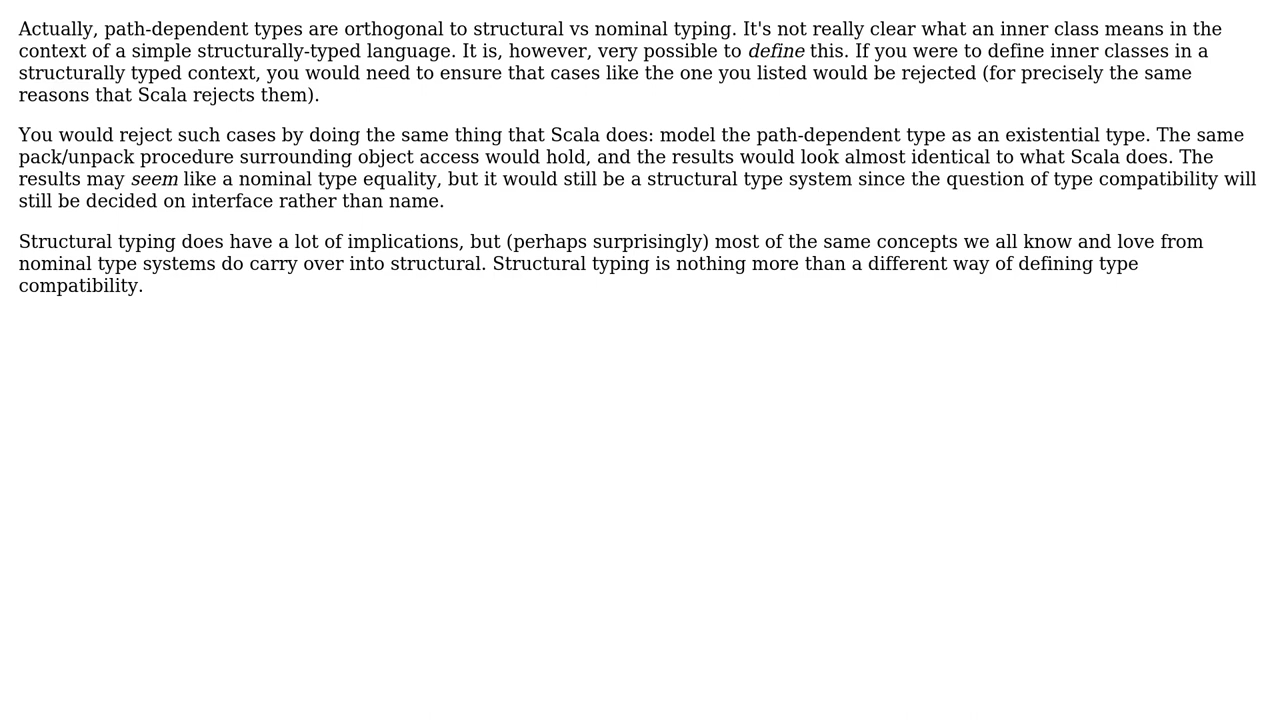 Actually, path-dependent types are orthogonal to structural vs nominal typing. It's not really clear what an inner class means in the
context of a simple structurally-typed language. It is, however, very possible to define this. If you were to define inner classes in a
structurally typed context, you would need to ensure that cases like the one you listed would be rejected (for precisely the same
reasons that Scala rejects them).
You would reject such cases by doing the same thing that Scala does: model the path-dependent type as an existential type. The same
pack/unpack procedure surrounding object access would hold, and the results would look almost identical to what Scala does. The
results may seem like a nominal type equality, but it would still be a structural type system since the question of type compatibility will
still be decided on interface rather than name.
Structural typing does have a lot of implications, but (perhaps surprisingly) most of the same concepts we all know and love from
nominal type systems do carry over into structural. Structural typing is nothing more than a different way of defining type
compatibility.